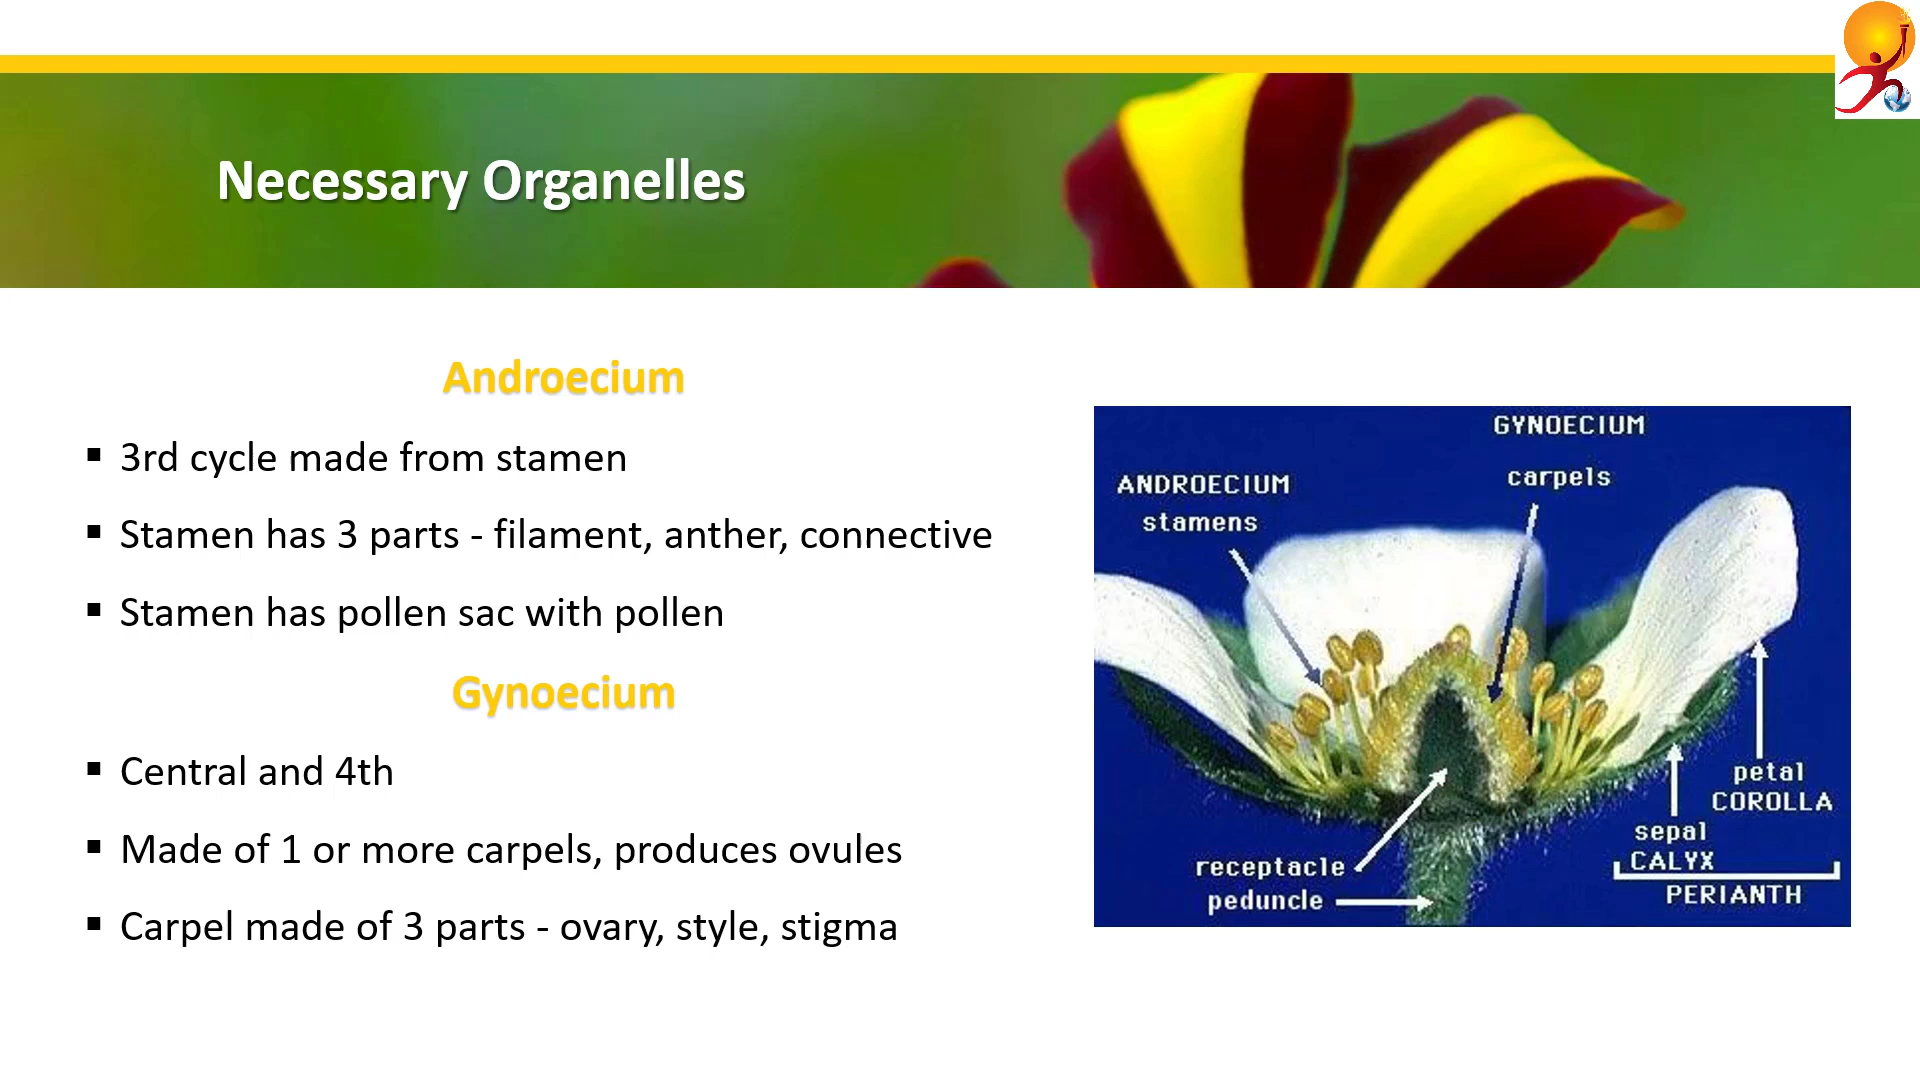 Necessary Organelles
Androecium
▪ 3rd cycle made from stamen
▪ Stamen has 3 parts - filament, anther, connective
▪ Stamen has pollen sac with pollen
Gynoecium
▪ Central and 4th
▪ Made of 1 or more carpels, produces ovules
▪ Carpel made of 3 parts - ovary, style, stigma
GYNOECIUM
carpels
ANDROECIUM
stamens
petal
COROLLA
sepal
CALYX
PERIANTH
receptacle
peduncle